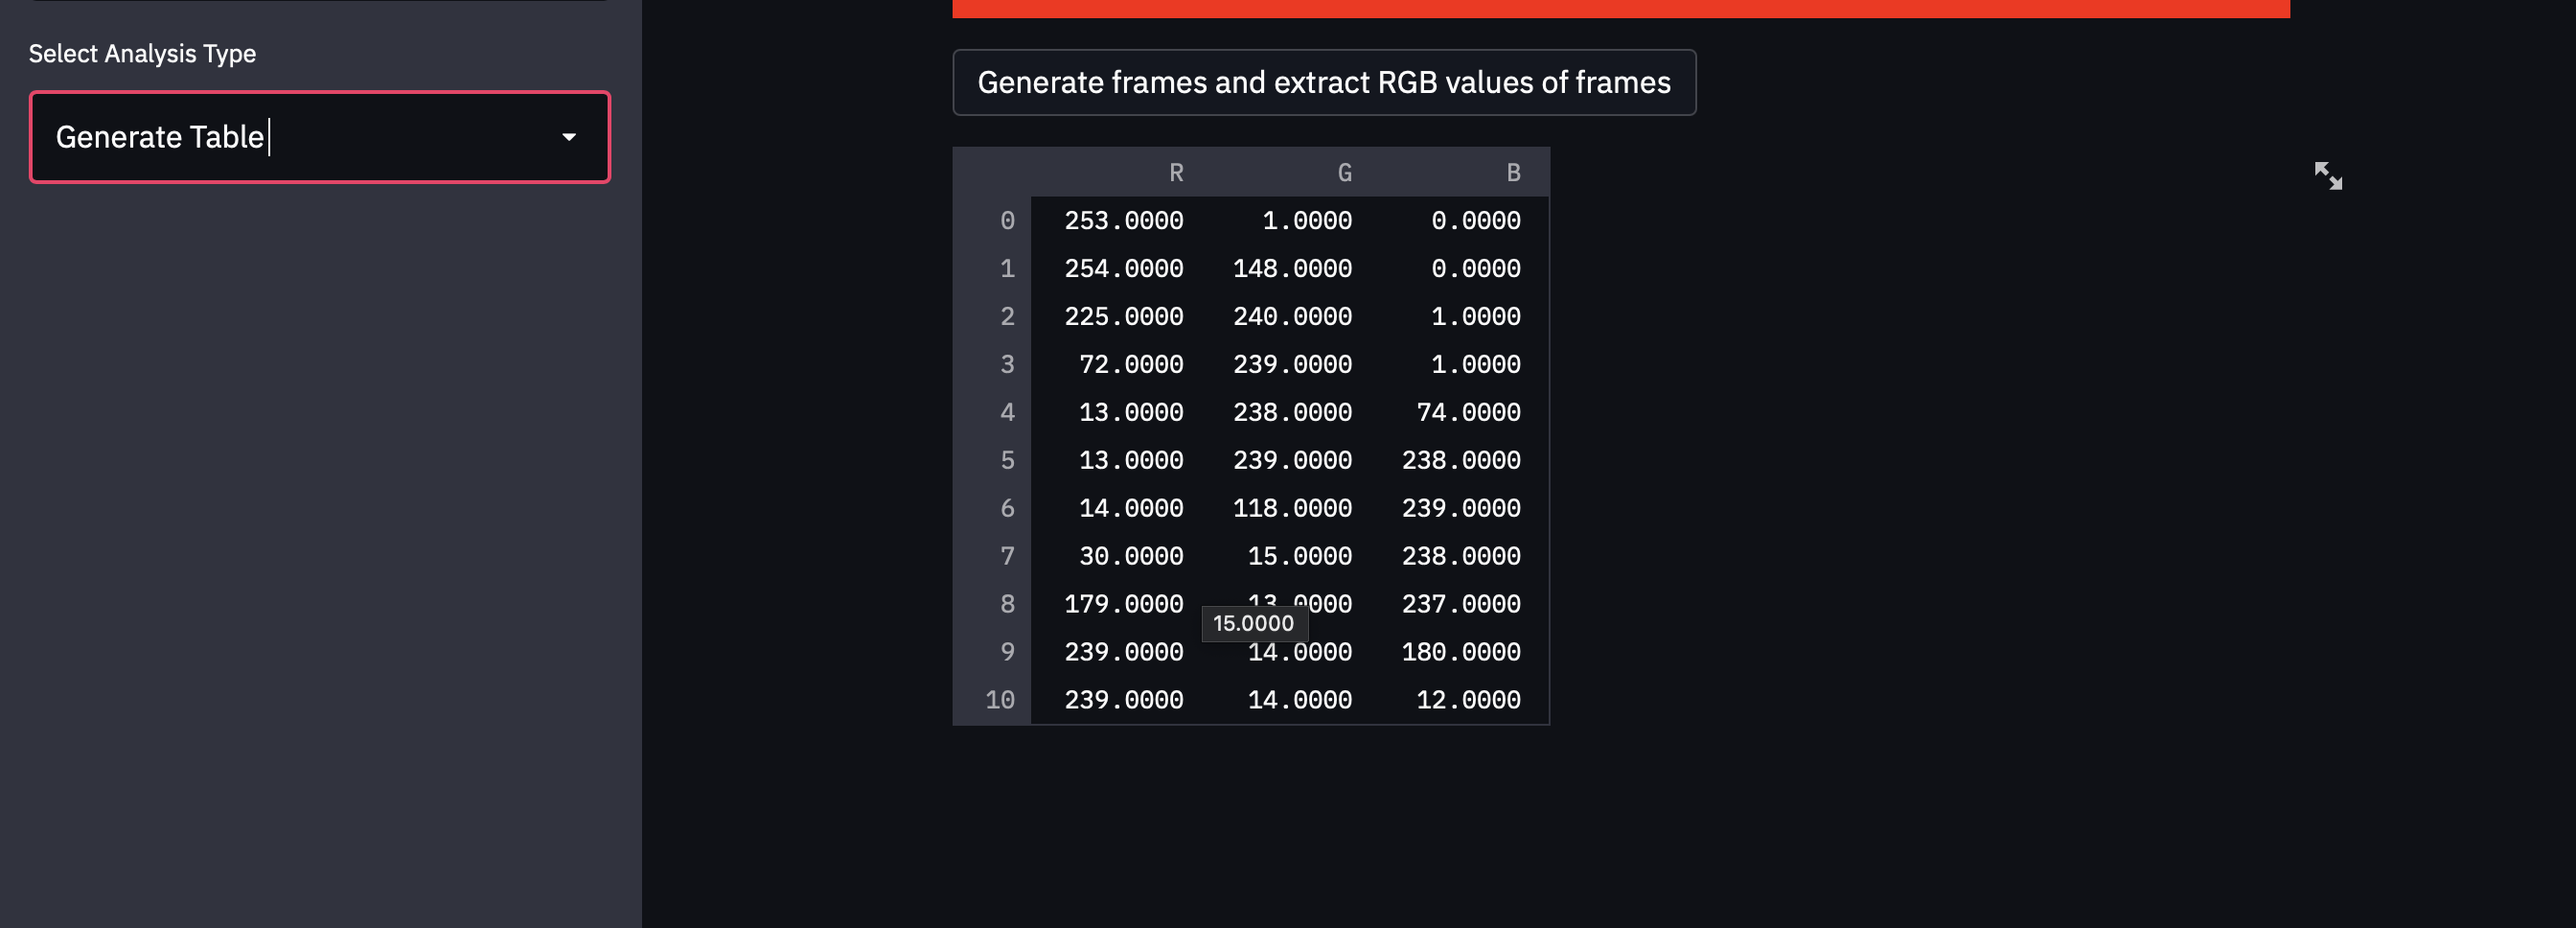 Select Analysis Type
Generate Table
Generate frames and extract RGB values of frames
R G B
0 253.0000 1.0000 0.0000
1 254.0000 148.0000 0.0000
2 225.0000 240.0000 1.0000
3 72.0000 239.0000 1.0000
4 13.0000 238.0000 74.0000
5 13.0000 239.0000 238.0000
6 14.0000 118.0000 239.0000
7 30.0000 15.0000 238.0000
8 179.0000 13.0000 237.0000
15.0000
9 239.0000 14.0000 180.0000
10 239.0000 14.0000 12.0000